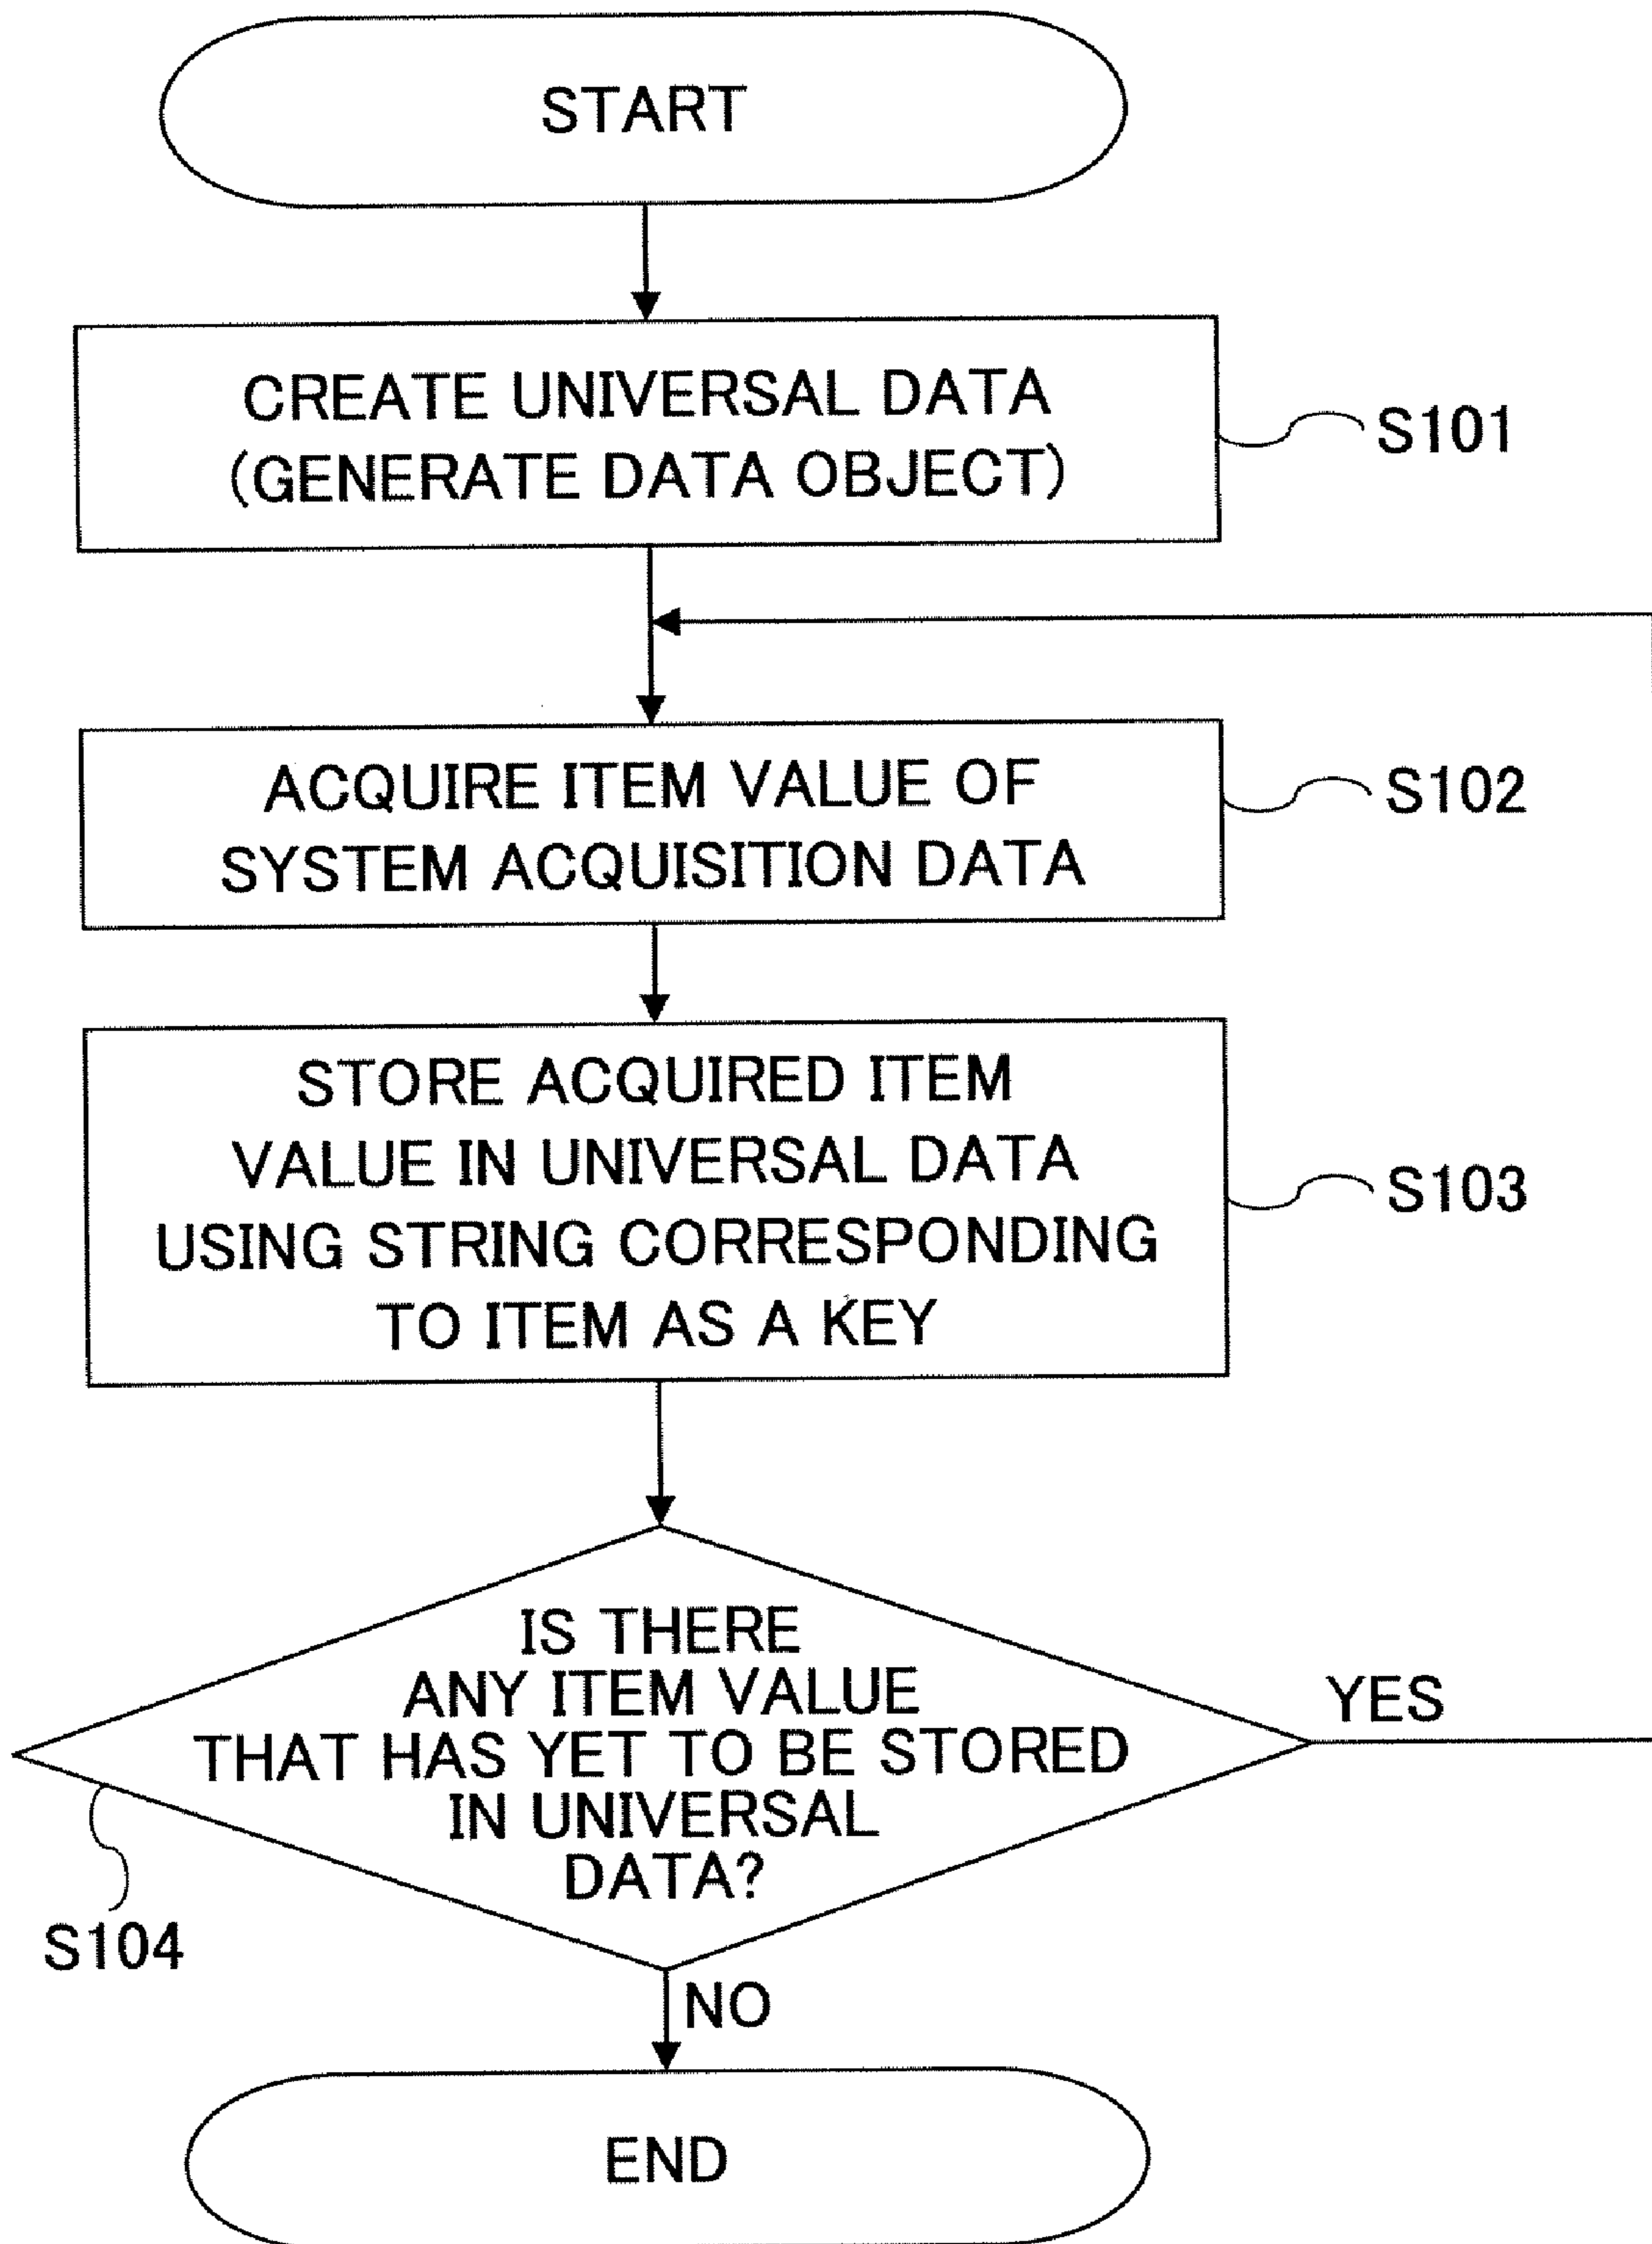 START
CREATE UNIVERSAL DATA
(GENERATE DATA OBJECT)
S101
ACQUIRE ITEM VALUE OF
SYSTEM ACQUISITION DATA
S102
STORE ACQUIRED ITEM
VALUE IN UNIVERSAL DATA
USING STRING CORRESPONDING
TO ITEM AS A KEY
S103
IS THERE
ANY ITEM VALUE
THAT HAS YET TO BE STORED
IN UNIVERSAL
DATA?
YES
S104
NO
END